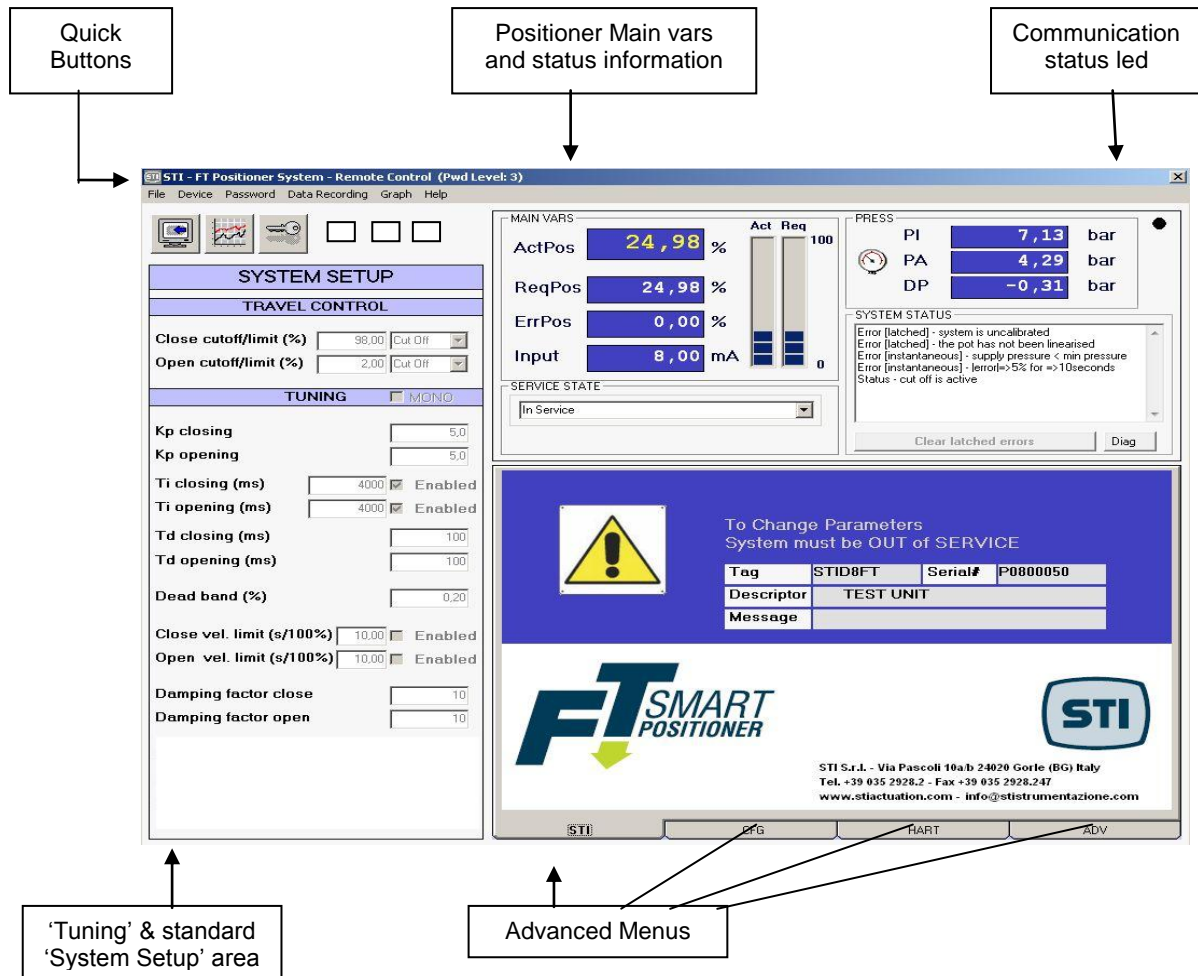 Quick
Buttons
Positioner Main vars
and status information
Communication
status led
STI STI - FT Positioner System - Remote Control (Pwd Level: 3)
File Device Password Data Recording Graph Help
SYSTEM SETUP
TRAVEL CONTROL
Close cutoff/limit (%) 98,00 Cut Off
Open cutoff/limit (%) 2,00 Cut Off
TUNING MONO
Kp closing 5,0
Kp opening 5,0
Ti closing (ms) 4000 Enabled
Ti opening (ms) 4000 Enabled
Td closing (ms) 100
Td opening (ms) 100
Dead band (%) 0,20
Close vel. limit (s/100%) 10,00 Enabled
Open vel. limit (s/100%) 10,00 Enabled
Damping factor close 10
Damping factor open 10
MAIN VARS
Act Req
ActPos 24,98 % 100
ReqPos 24,98 %
ErrPos 0,00 %
Input 8,00 mA 0
SERVICE STATE
In Service
PRESS
PI 7,13 bar
PA 4,29 bar
DP -0,31 bar
SYSTEM STATUS
Error [latched] - system is uncalibrated
Error [latched] - the pot has not been linearised
Error [instantaneous] - supply pressure < min pressure
Error [instantaneous] - |error|=>5% for =>10seconds
Status - cut off is active
Clear latched errors Diag
To Change Parameters
System must be OUT of SERVICE
Tag STID8FT Serial# P0800050
Descriptor TEST UNIT
Message
FT SMART
POSITIONER
STI
STI S.r.l. - Via Pascoli 10a/b 24020 Gorle (BG) Italy
Tel. +39 035 2928.2 - Fax +39 035 2928.247
www.stiactuation.com - info@stistrumentazione.com
STI CFG HART ADV
‘Tuning’ & standard
‘System Setup’ area
Advanced Menus